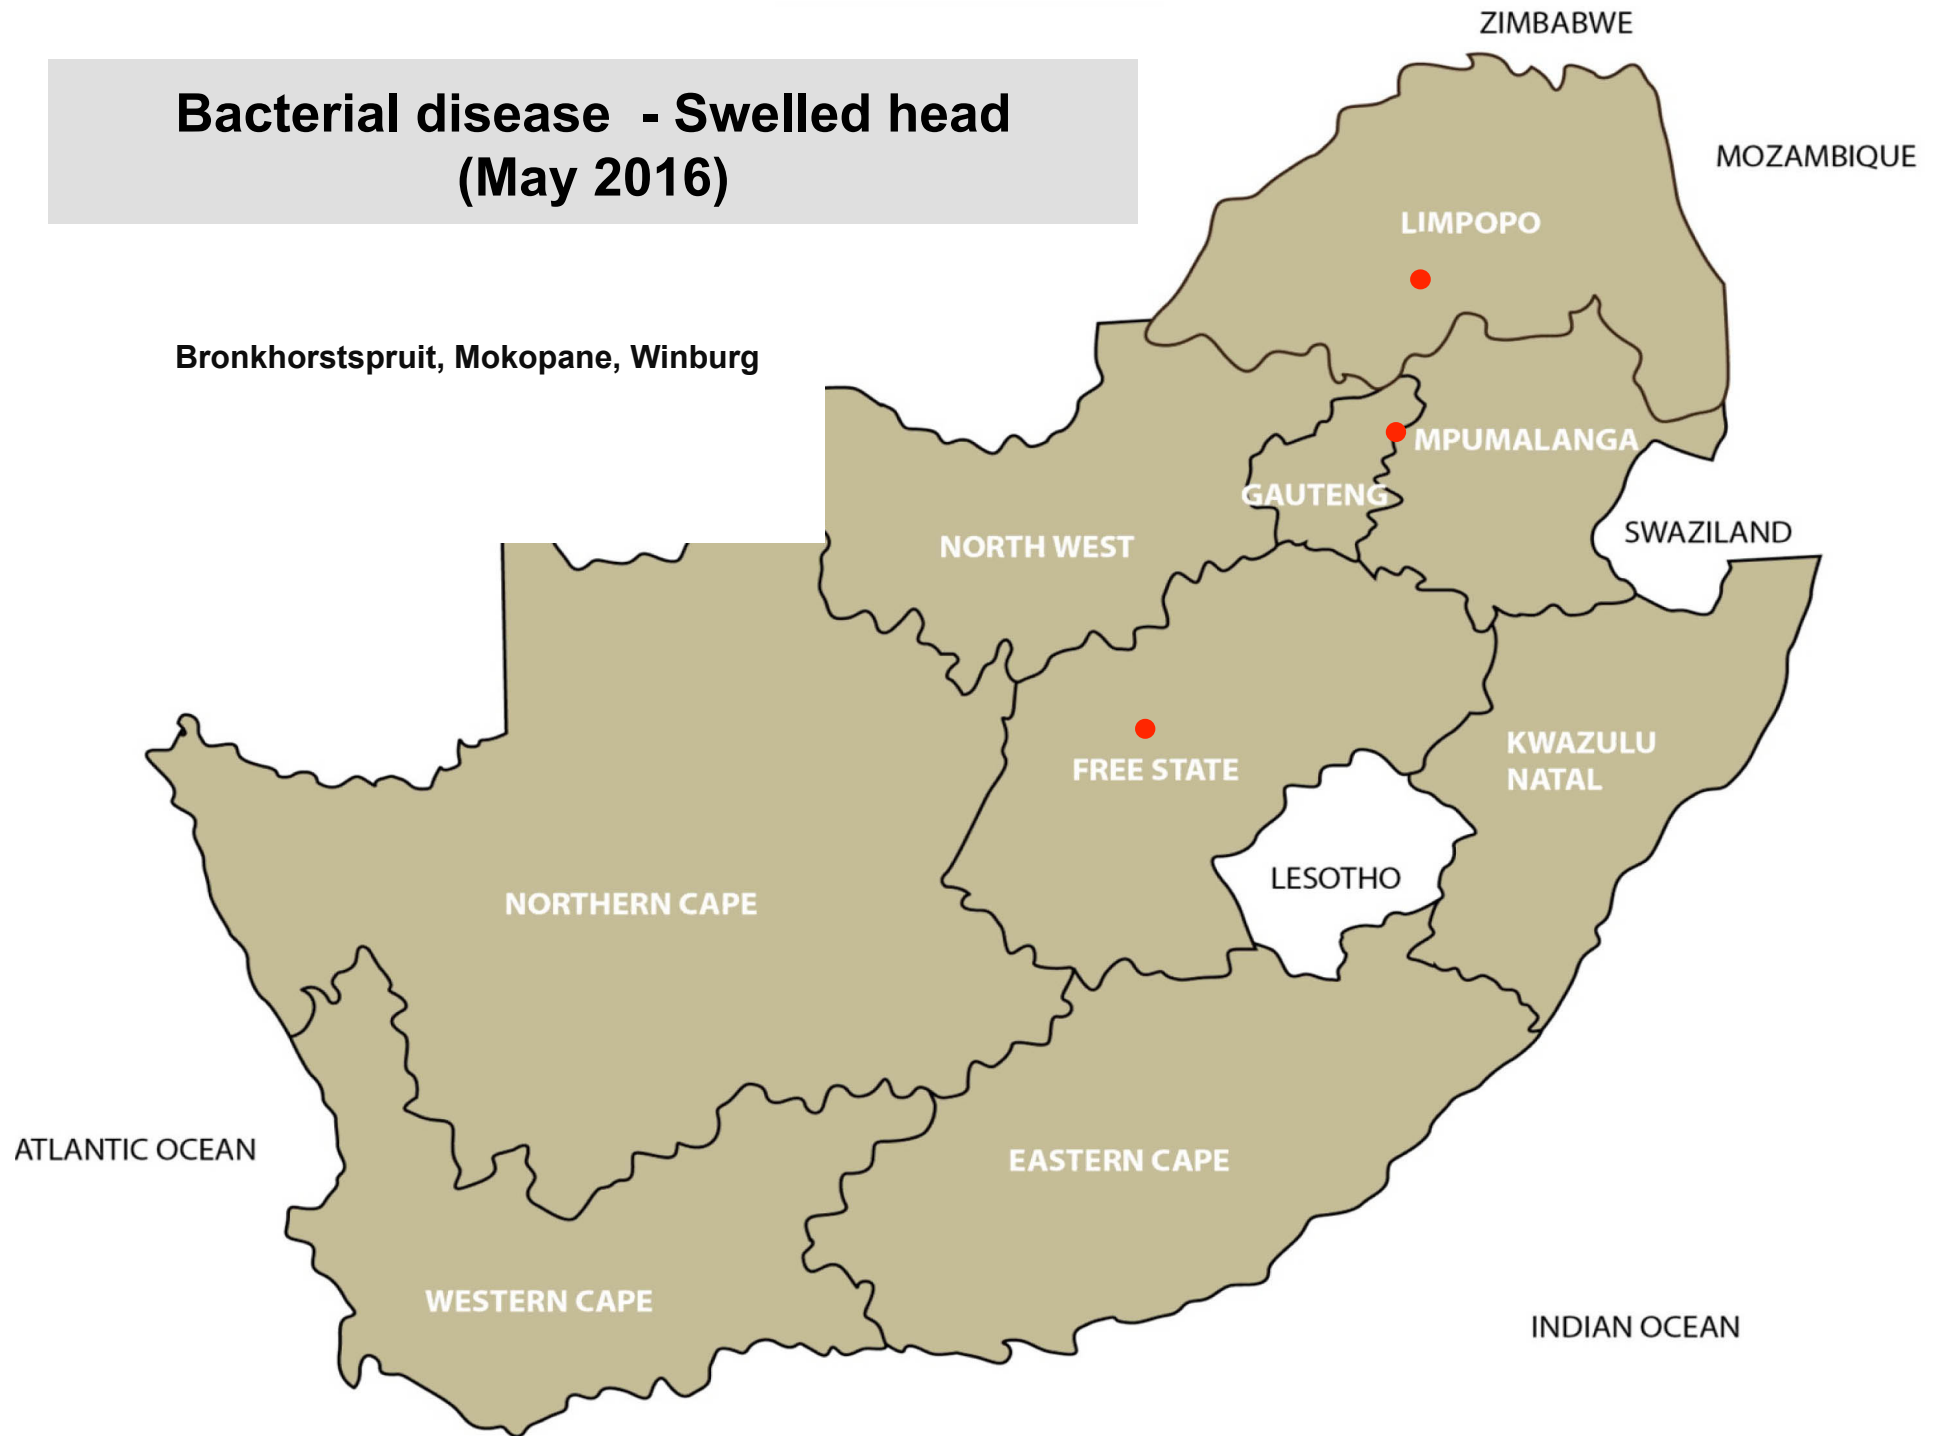 ZIMBABWE
Bacterial disease - Swelled head
(May 2016)
MOZAMBIQUE
LIMPOPO
Bronkhorstspruit, Mokopane, Winburg
MPUMALANGA
GAUTENG
SWAZILAND
NORTH WEST
KWAZULU
NATAL
FREE STATE
LESOTHO
NORTHERN CAPE
ATLANTIC OCEAN
EASTERN CAPE
WESTERN CAPE
INDIAN OCEAN